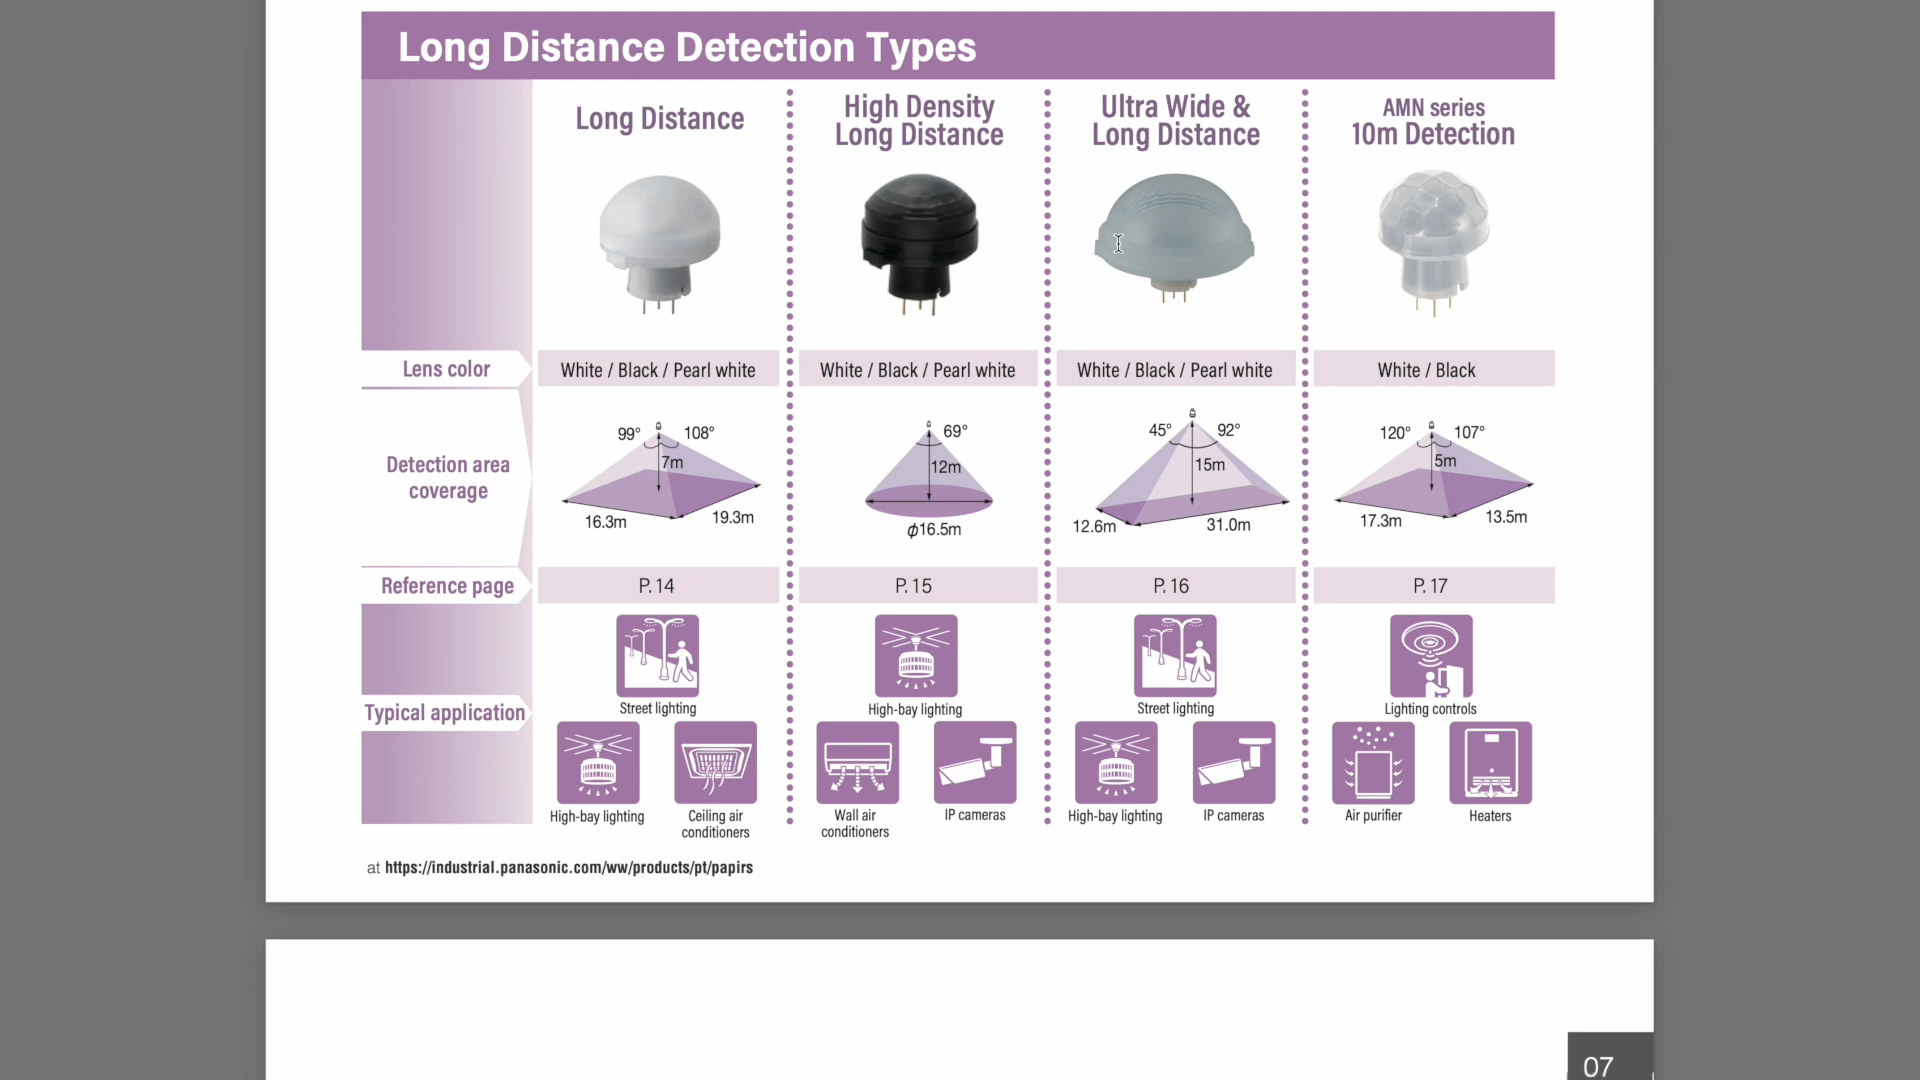 Long Distance Detection Types
Long Distance
High Density
Long Distance
Ultra Wide &
Long Distance
AMN series
10m Detection
Lens color
White / Black / Pearl white
White / Black / Pearl white
White / Black / Pearl white
White / Black
Detection area
coverage
99° 108°
7m
16.3m 19.3m
69°
12m
ϕ16.5m
45° 92°
15m
12.6m 31.0m
120° 107°
5m
17.3m 13.5m
Reference page
P. 14
P. 15
P. 16
P. 17
Typical application
Street lighting
High-bay lighting
Ceiling air
conditioners
High-bay lighting
Wall air
conditioners
IP cameras
Street lighting
High-bay lighting
IP cameras
Lighting controls
Air purifier
Heaters
at https://industrial.panasonic.com/ww/products/pt/papirs
07